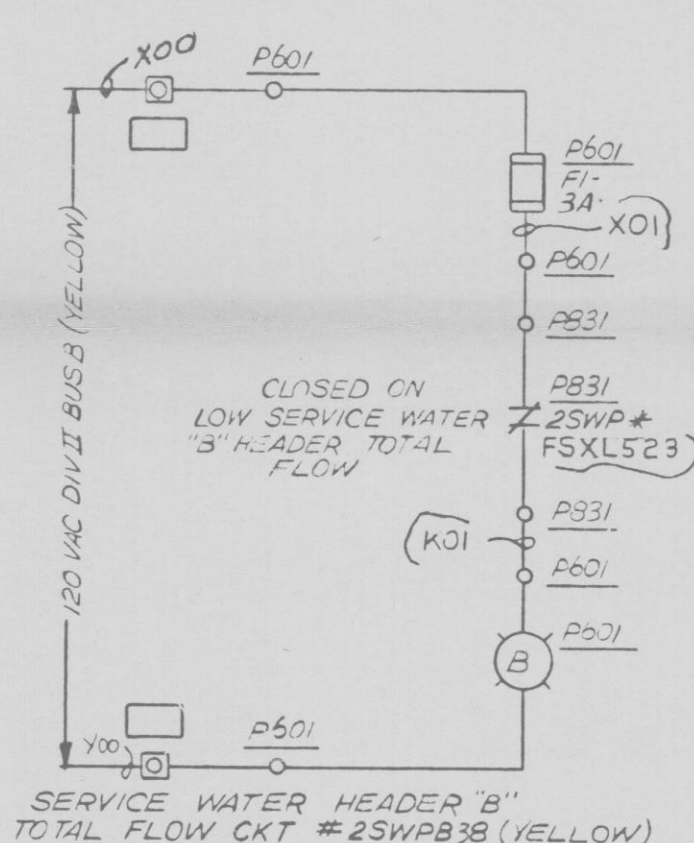 X00
P601
P601
F1-
3A
X01
P601
P831
120 VAC DIV II BUS B (YELLOW)
CLOSED ON
LOW SERVICE WATER
"B" HEADER TOTAL
FLOW
P831
2SWP*
FSXL523
P831
K01
P601
P601
B
P601
Y00
SERVICE WATER HEADER "B"
TOTAL FLOW CKT #2SWPB38 (YELLOW)